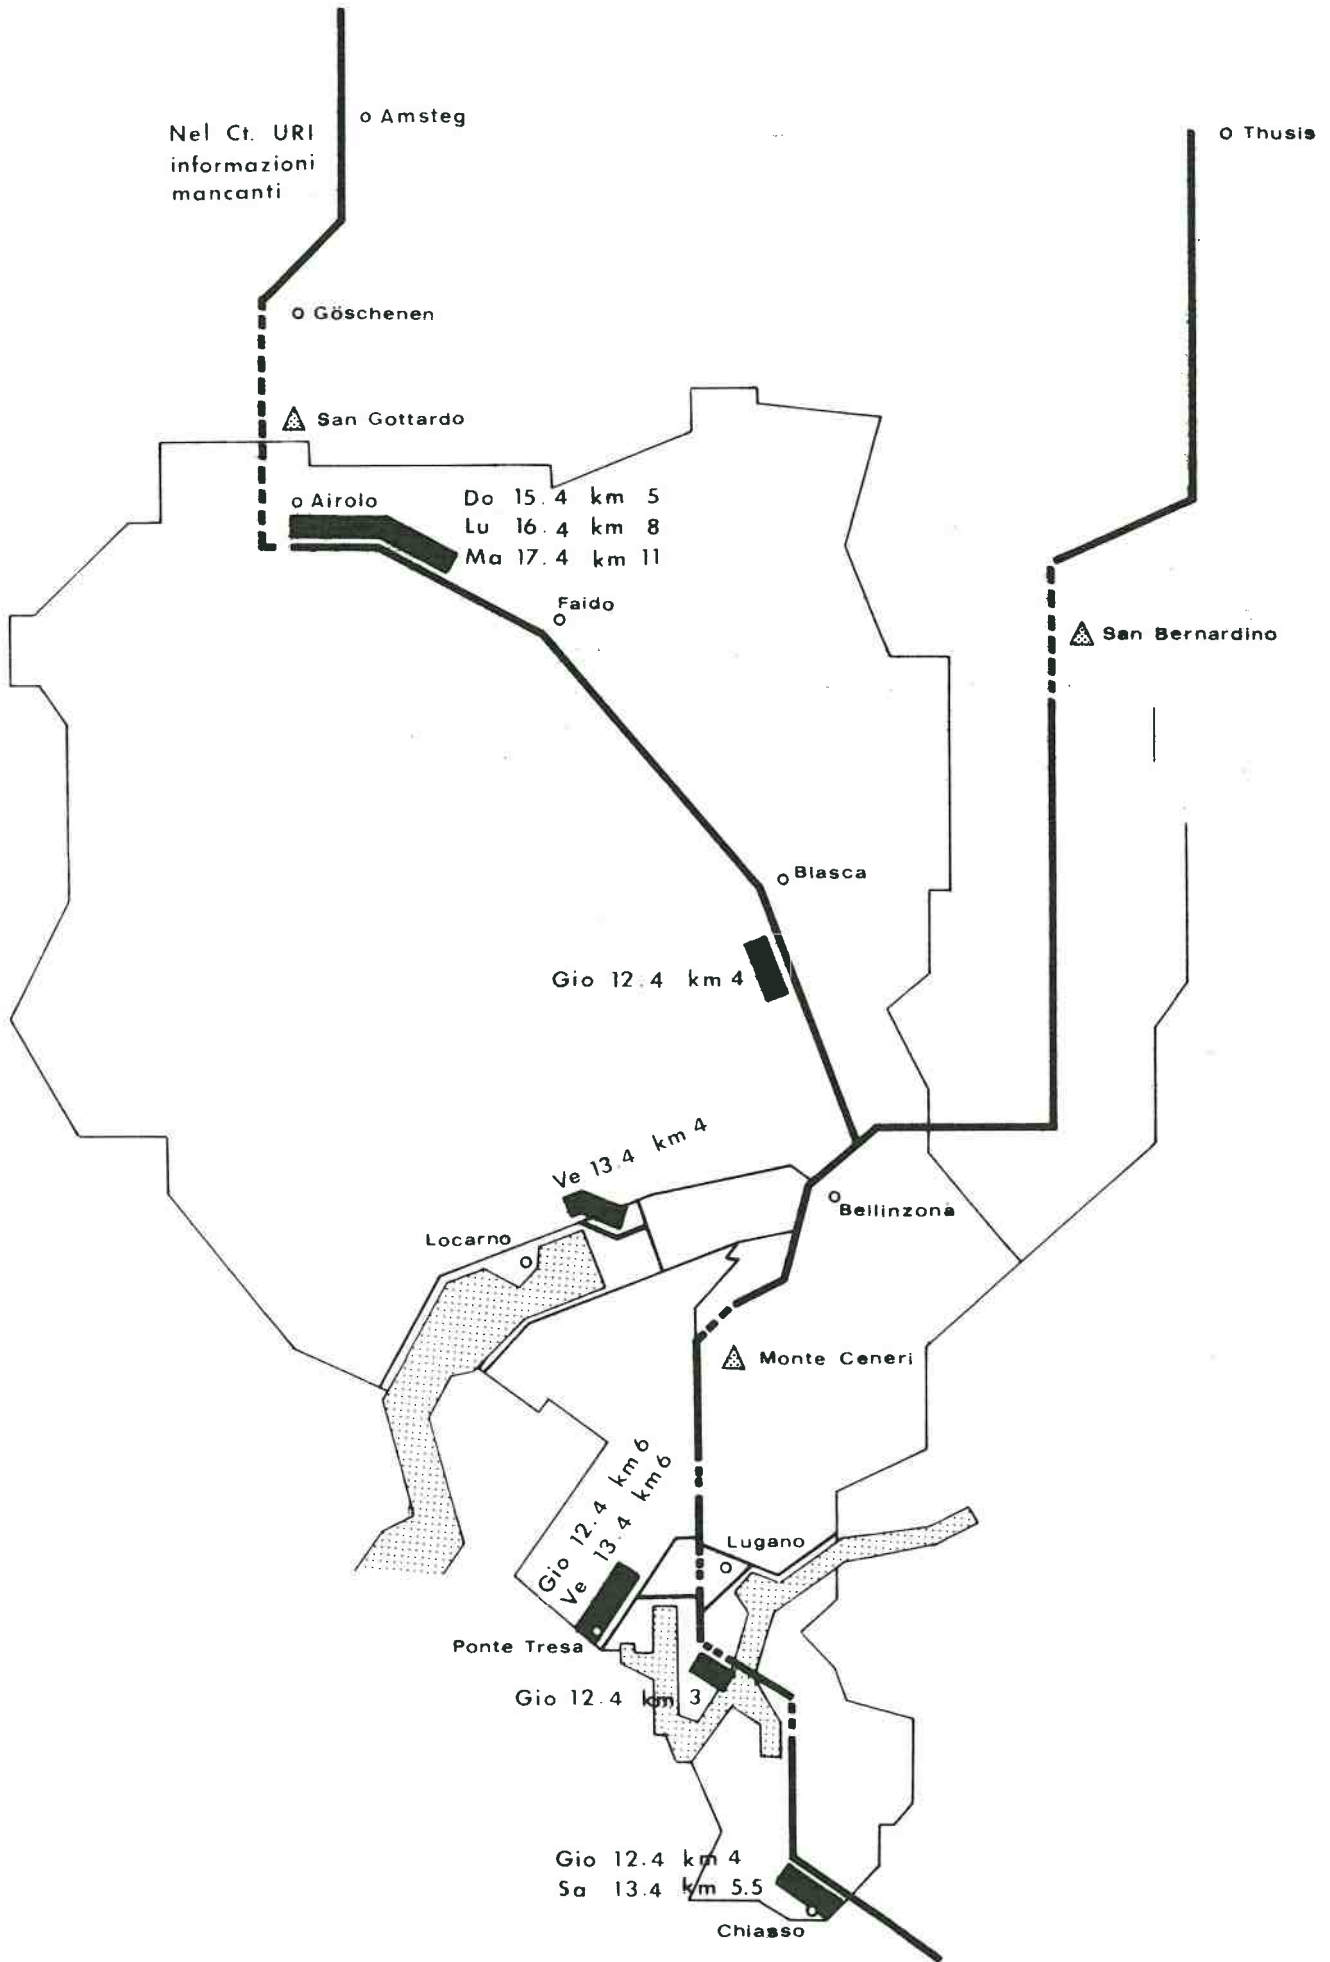 Amsteg
Nel Ct. URI
informazioni
mancanti
Thusis
Göschenen
San Gottardo
Airolo
Do 15.4 km 5
Lu 16.4 km 8
Ma 17.4 km 11
Faido
San Bernardino
Biasca
Gio 12.4 km 4
Ve 13.4 km 4
Bellinzona
Locarno
Monte Ceneri
Gio 12.4 km 6
Ve 13.4 km 6
Lugano
Ponte Tresa
Gio 12.4 km 3
Gio 12.4 km 4
Sa 13.4 km 5.5
Chiasso